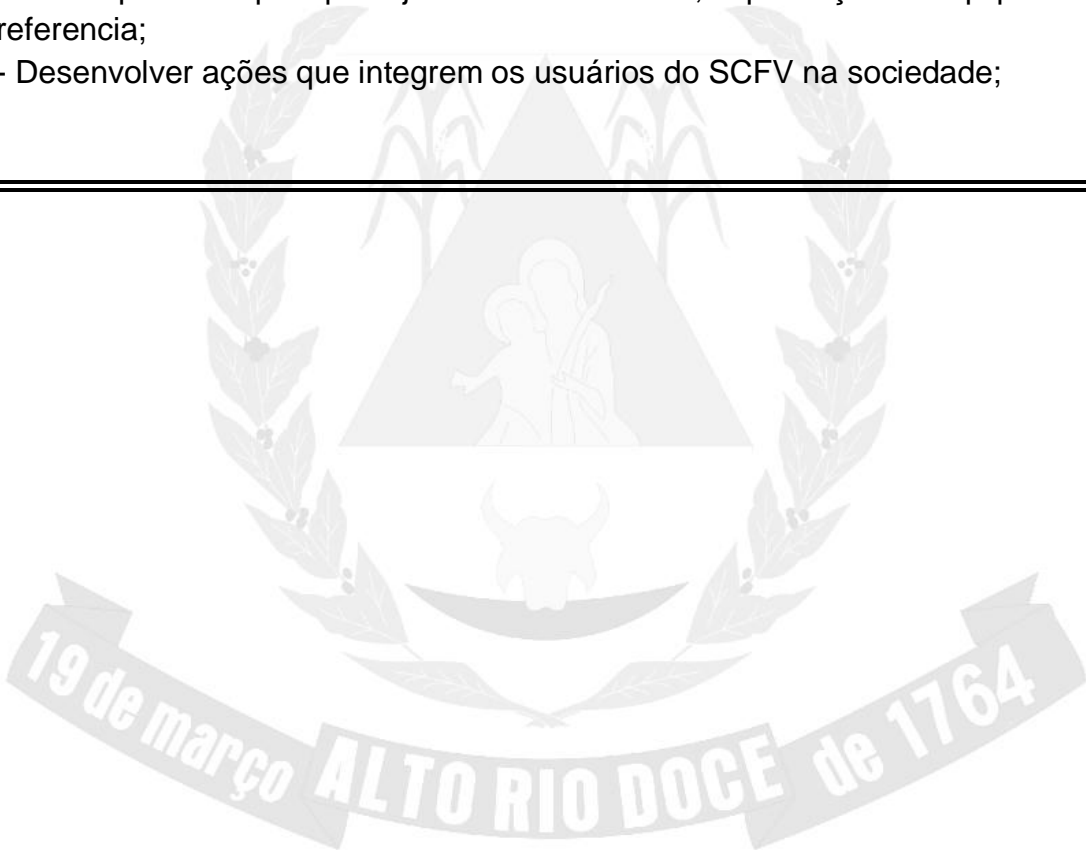 referencia;
- Desenvolver ações que integrem os usuários do SCFV na sociedade;
19 de março ALTO RIO DOCE de 1764